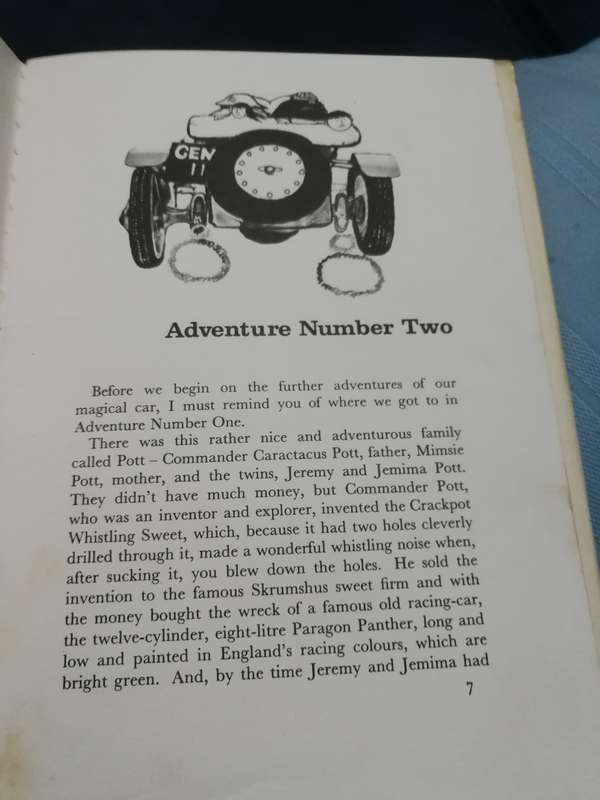 GEN
11
Adventure Number Two
Before we begin on the further adventures of our
magical car, I must remind you of where we got to in
Adventure Number One.
There was this rather nice and adventurous family
called Pott – Commander Caractacus Pott, father, Mimsie
Pott, mother, and the twins, Jeremy and Jemima Pott.
They didn't have much money, but Commander Pott,
who was an inventor and explorer, invented the Crackpot
Whistling Sweet, which, because it had two holes cleverly
drilled through it, made a wonderful whistling noise when,
after sucking it, you blew down the holes. He sold the
invention to the famous Skrumshus sweet firm and with
the money bought the wreck of a famous old racing-car,
the twelve-cylinder, eight-litre Paragon Panther, long and
low and painted in England's racing colours, which are
bright green. And, by the time Jeremy and Jemima had
7